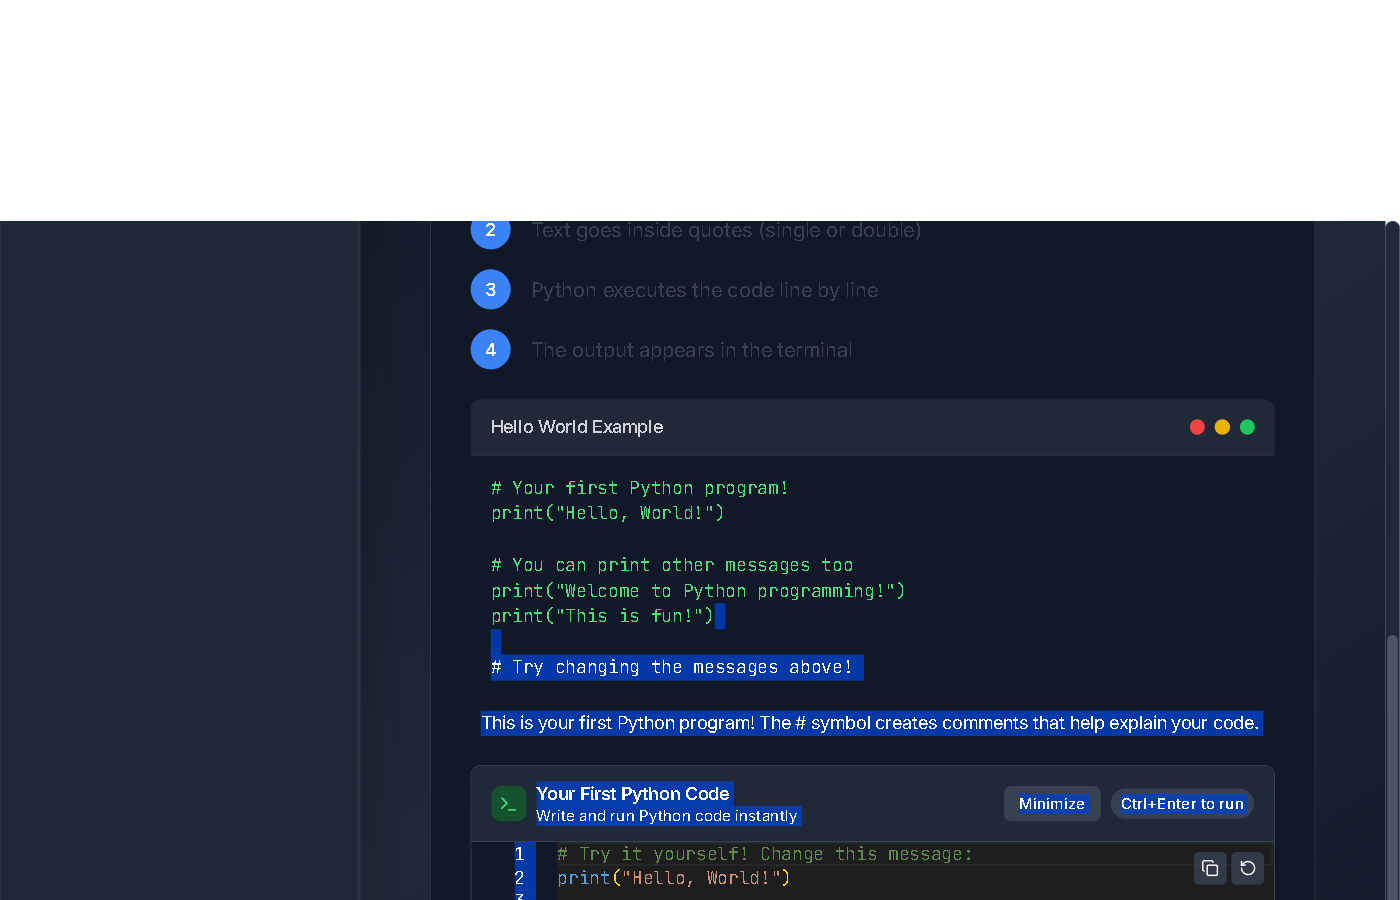 2 Text goes inside quotes (single or double)
3 Python executes the code line by line
4 The output appears in the terminal
Hello World Example
# Your first Python program!
print("Hello, World!")
# You can print other messages too
print("Welcome to Python programming!")
print("This is fun!")
# Try changing the messages above!
This is your first Python program! The # symbol creates comments that help explain your code.
Your First Python Code
Write and run Python code instantly
Minimize
Ctrl+Enter to run
1 # Try it yourself! Change this message:
2 print("Hello, World!")
3